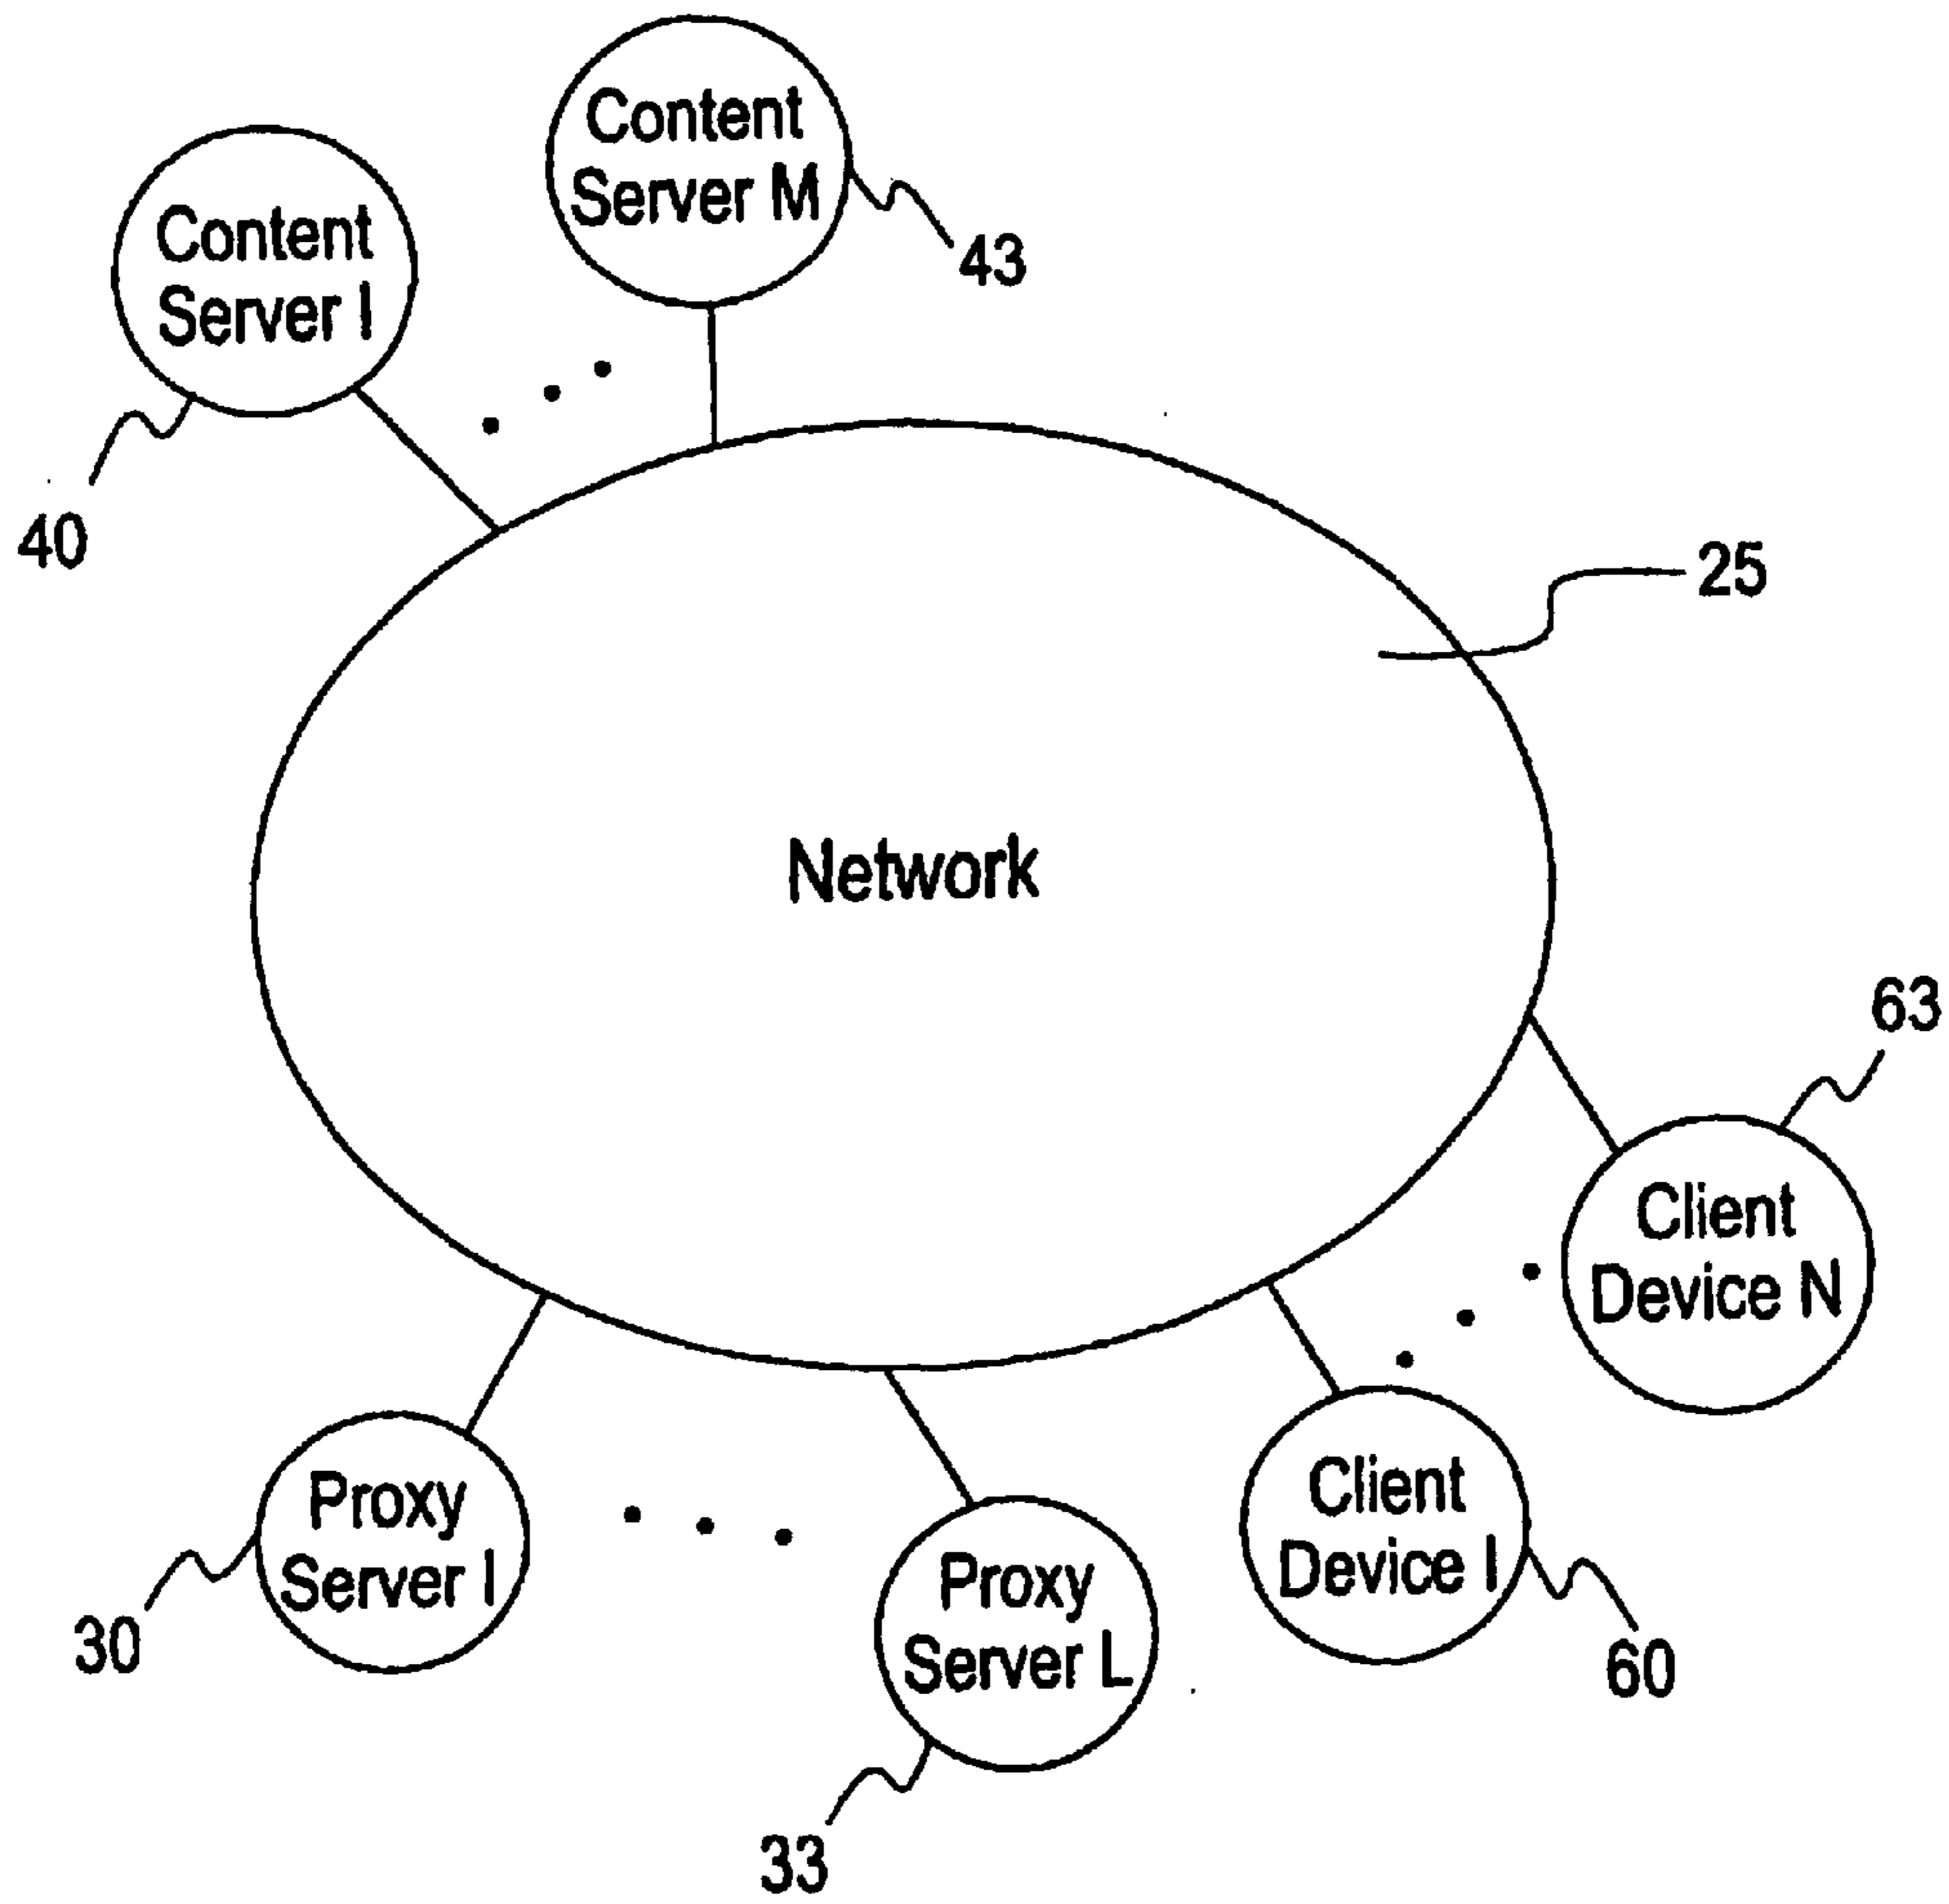 Content
Server M
43
Content
Server I
40
25
Network
63
Client
Device N
Client
Device I
60
Proxy
Server I
30
Proxy
Server L
33